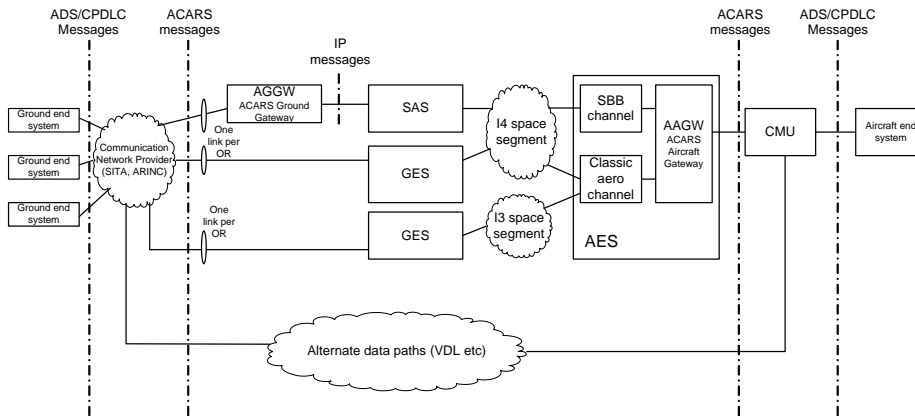 ADS/CPDLC
Messages
ACARS
messages
IP
messages
ACARS
messages
ADS/CPDLC
Messages
AGGW
ACARS Ground
Gateway
SAS
I4 space
segment
SBB
channel
AAGW
ACARS
Aircraft
Gateway
CMU
Aircraft end
system
Ground end
system
Ground end
system
Ground end
system
Communication
Network Provider
(SITA, ARINC)
One
link per
OR
GES
Classic
aero
channel
One
link per
OR
GES
I3 space
segment
AES
Alternate data paths (VDL etc)